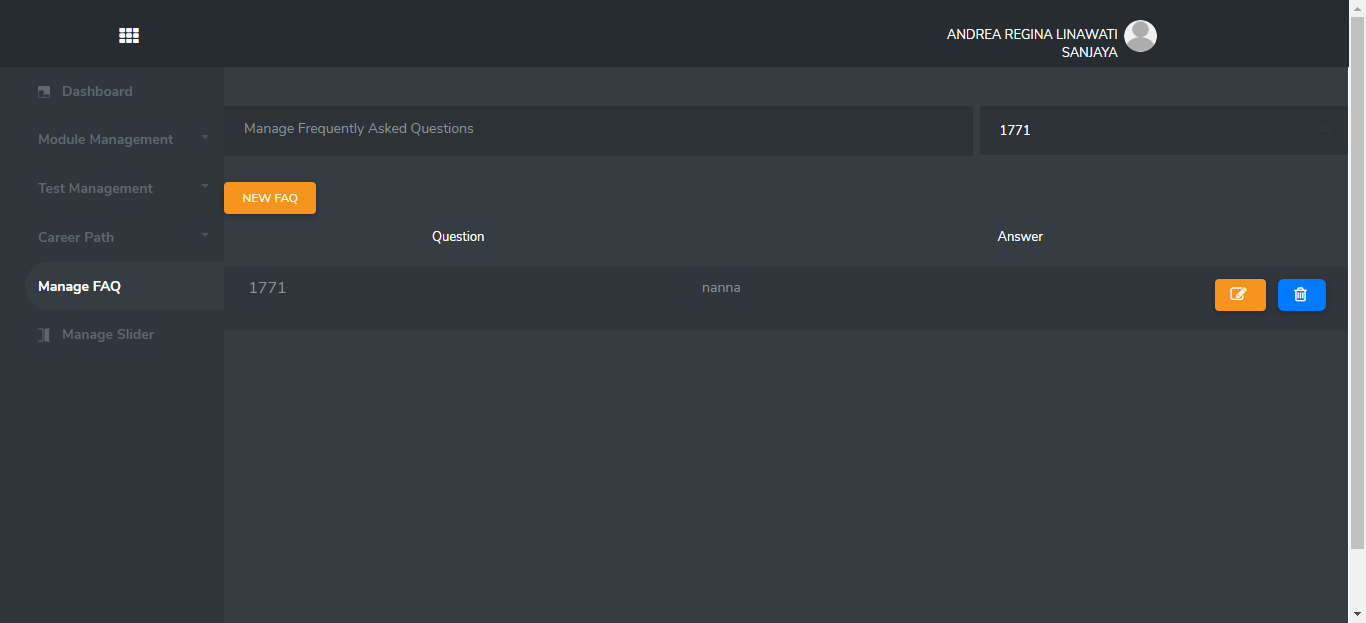 ANDREA REGINA LINAWATI
SANJAYA
Dashboard
Module Management
Test Management
Career Path
Manage FAQ
Manage Slider
Manage Frequently Asked Questions
1771
NEW FAQ
Question Answer
1771 nanna